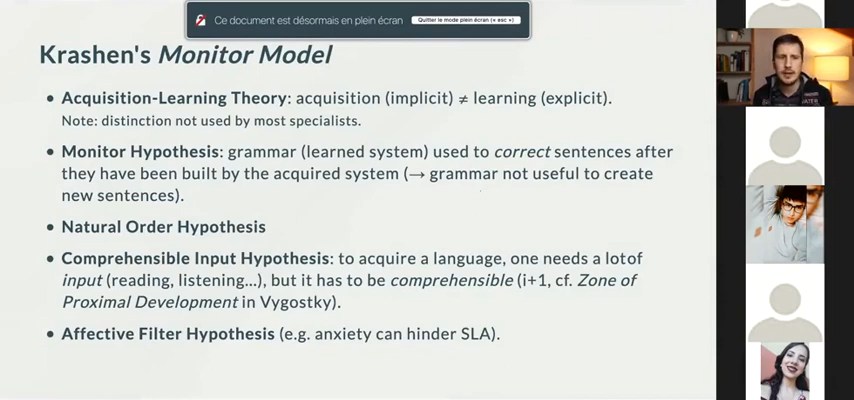 Ce document est désormais en plein écran
Quitter le mode plein écran (< esc >)
Krashen's Monitor Model
• Acquisition-Learning Theory: acquisition (implicit) ≠ learning (explicit).
Note: distinction not used by most specialists.
• Monitor Hypothesis: grammar (learned system) used to correct sentences after
they have been built by the acquired system (→ grammar not useful to create
new sentences).
• Natural Order Hypothesis
• Comprehensible Input Hypothesis: to acquire a language, one needs a lotof
input (reading, listening...), but it has to be comprehensible (i+1, cf. Zone of
Proximal Development in Vygostky).
• Affective Filter Hypothesis (e.g. anxiety can hinder SLA).